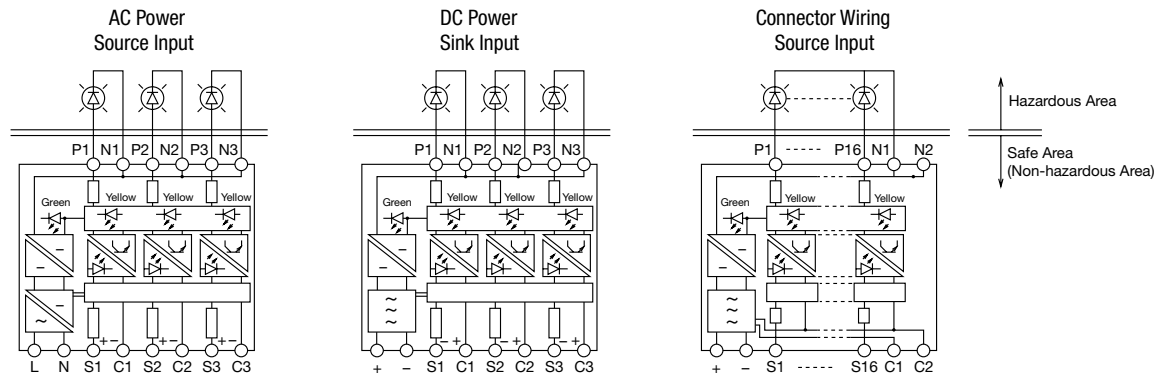 AC Power
Source Input
DC Power
Sink Input
Connector Wiring
Source Input
Hazardous Area
Safe Area
(Non-hazardous Area)
P1 N1 P2 N2 P3 N3
Green
Yellow Yellow Yellow
– –
– ~
+ – + – + –
L N S1 C1 S2 C2 S3 C3
P1 N1 P2 N2 P3 N3
Green
Yellow Yellow Yellow
– –
~
~
~
– + – + – +
+ – S1 C1 S2 C2 S3 C3
P1 ----- P16 N1 N2
Green
Yellow Yellow
– –
~
~
~
+ – S1 ----- S16 C1 C2